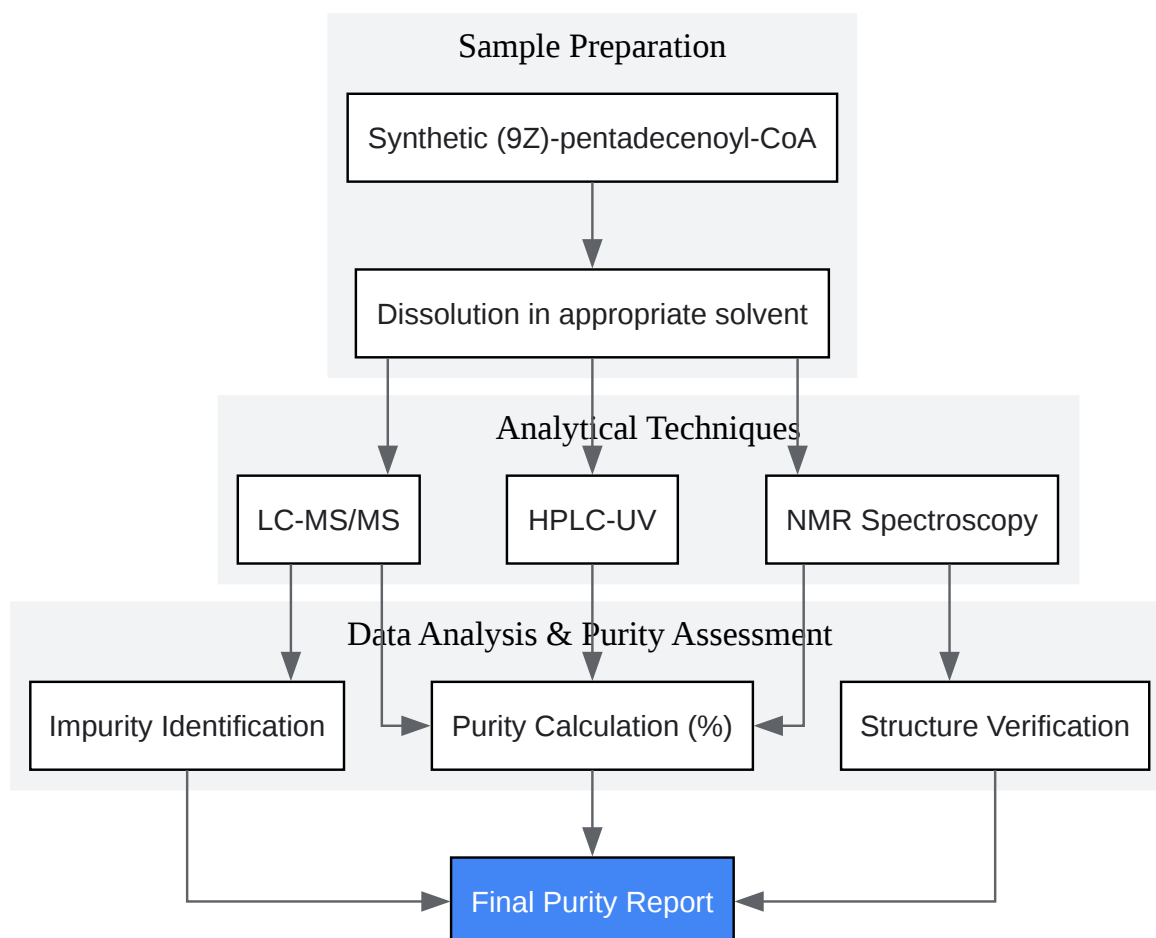 Sample Preparation
Synthetic (9Z)-pentadecenoyl-CoA
Dissolution in appropriate solvent
Analytical Techniques
LC-MS/MS
HPLC-UV
NMR Spectroscopy
Data Analysis & Purity Assessment
Impurity Identification
Purity Calculation (%)
Structure Verification
Final Purity Report